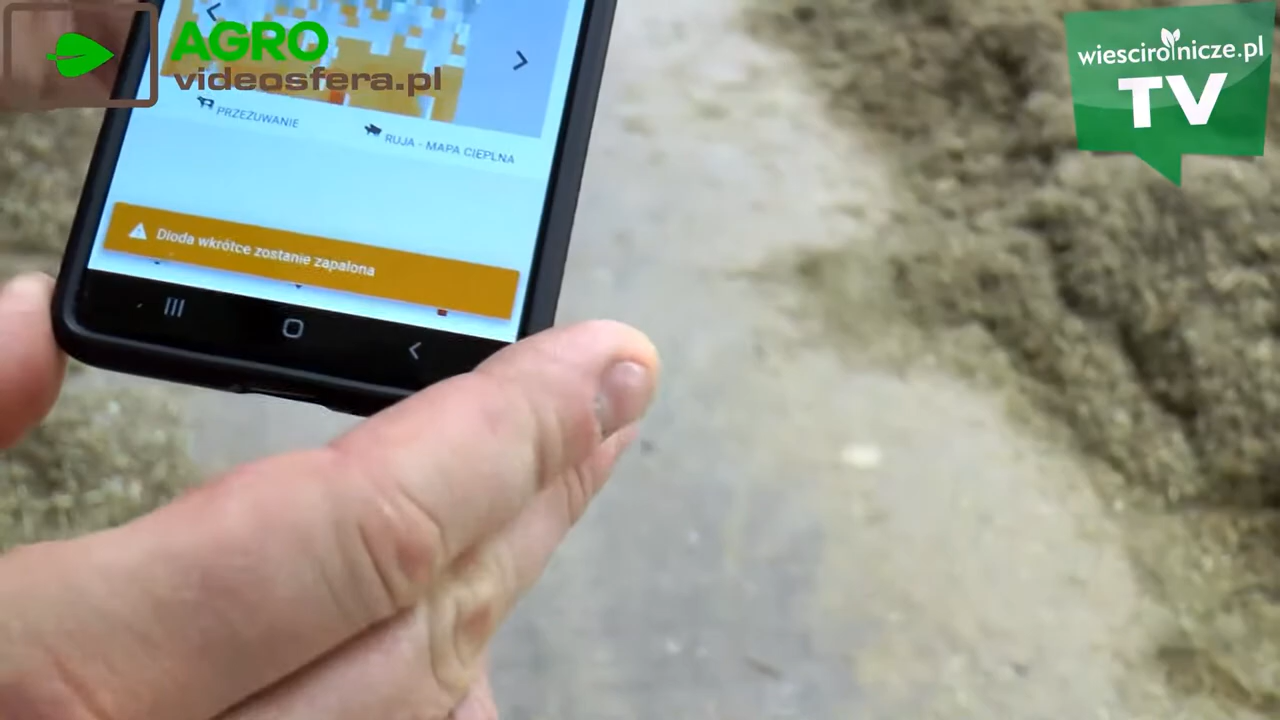 AGRO
videosfera.pl
wiescirolnicze.pl
TV
PRZEŻUWANIE
RUJA - MAPA CIEPLNA
Dioda wkrótce zostanie zapalona